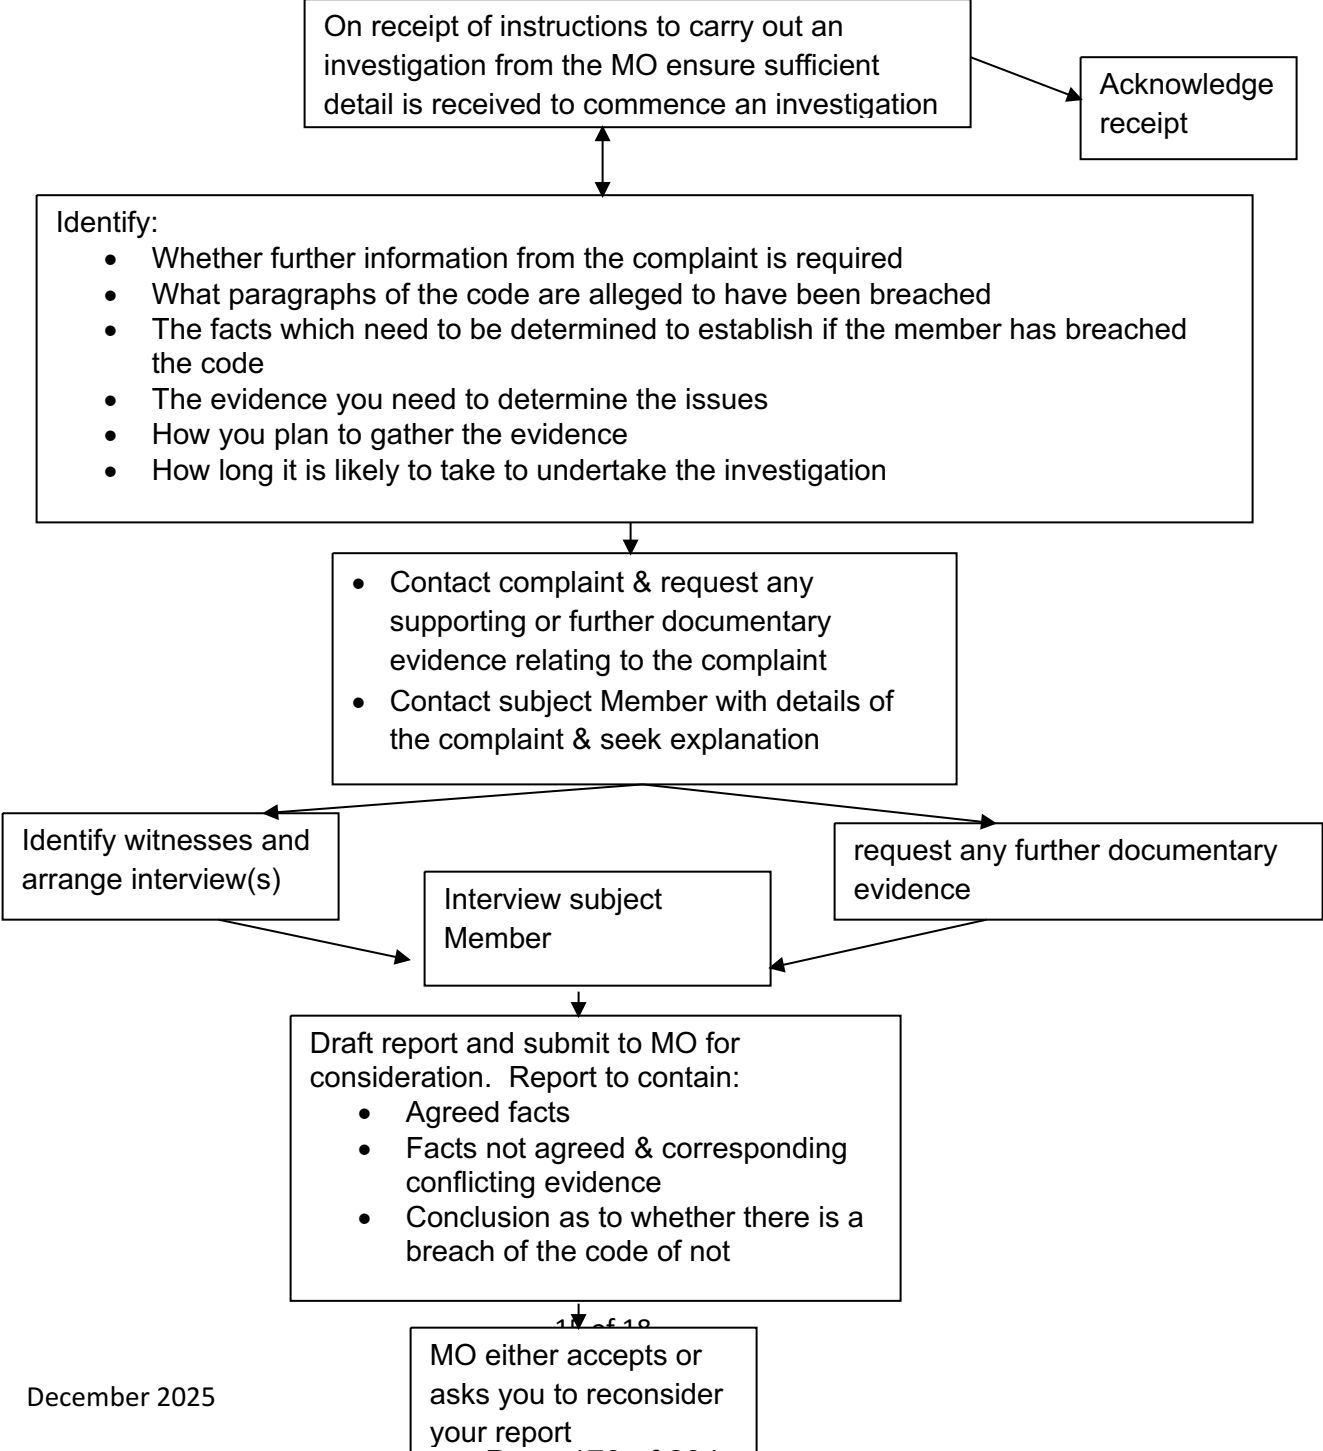 On receipt of instructions to carry out an
investigation from the MO ensure sufficient
detail is received to commence an investigation
Acknowledge
receipt
Identify:
• Whether further information from the complaint is required
• What paragraphs of the code are alleged to have been breached
• The facts which need to be determined to establish if the member has breached
the code
• The evidence you need to determine the issues
• How you plan to gather the evidence
• How long it is likely to take to undertake the investigation
• Contact complaint & request any
supporting or further documentary
evidence relating to the complaint
• Contact subject Member with details of
the complaint & seek explanation
Identify witnesses and
arrange interview(s)
request any further documentary
evidence
Interview subject
Member
Draft report and submit to MO for
consideration.  Report to contain:
• Agreed facts
• Facts not agreed & corresponding
conflicting evidence
• Conclusion as to whether there is a
breach of the code of not
of 18
MO either accepts or
asks you to reconsider
your report
December 2025